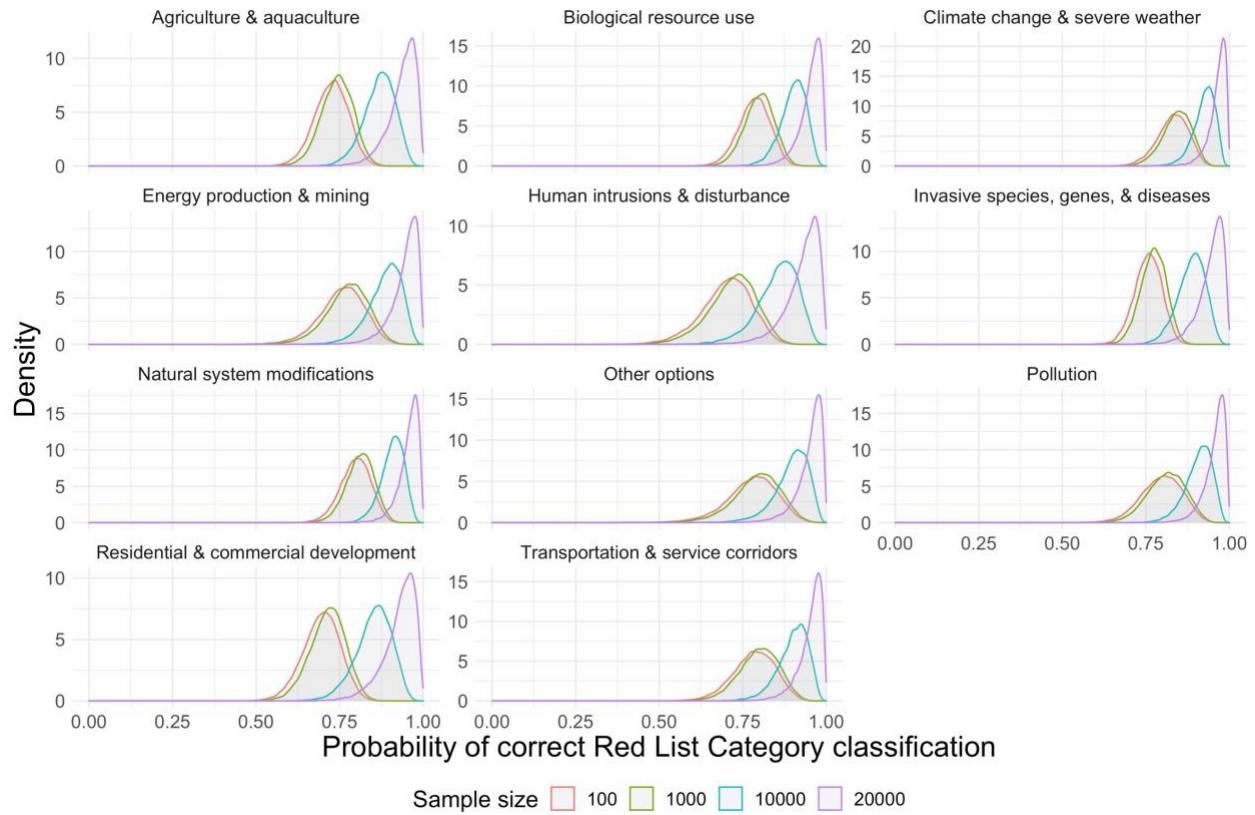 Agriculture & aquaculture
Biological resource use
Climate change & severe weather
10
5
0
15
10
5
0
20
15
10
5
0
Energy production & mining
Human intrusions & disturbance
Invasive species, genes, & diseases
10
5
0
10
5
0
10
5
0
Density
Natural system modifications
Other options
Pollution
15
10
5
0
15
10
5
0
15
10
5
0
0.00 0.25 0.50 0.75 1.00
Residential & commercial development
Transportation & service corridors
10
5
0
15
10
5
0
0.00 0.25 0.50 0.75 1.00
0.00 0.25 0.50 0.75 1.00
Probability of correct Red List Category classification
Sample size 100 1000 10000 20000